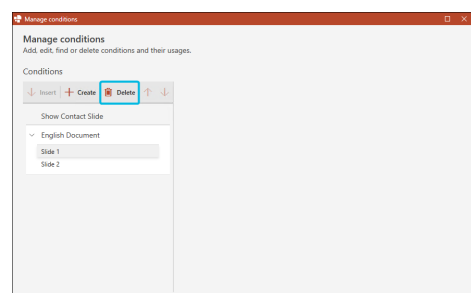 Manage conditions
Manage conditions
Add, edit, find or delete conditions and their usages.
Conditions
Insert Create Delete
Show Contact Slide
English Document
Slide 1
Slide 2